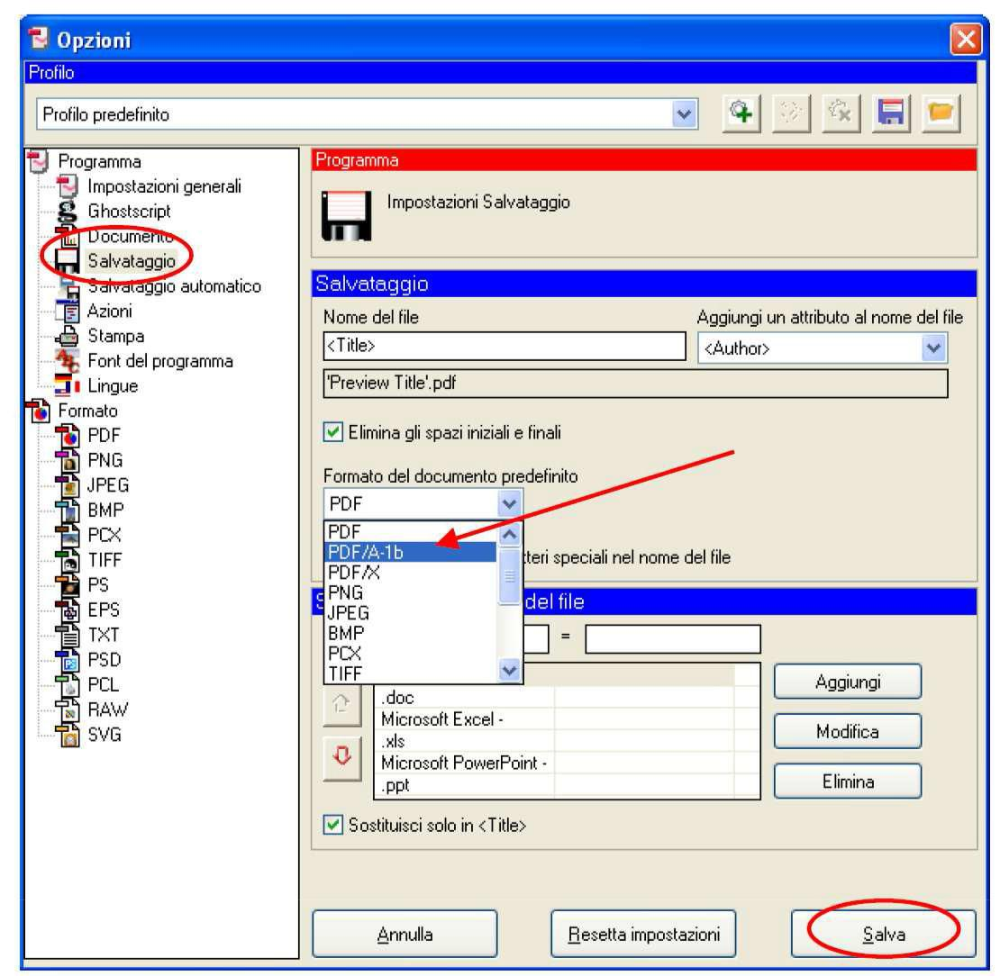 Opzioni
Profilo
Profilo predefinito
Programma
Impostazioni generali
Ghostscript
Documento
Salvataggio
Salvataggio automatico
Azioni
Stampa
Font del programma
Lingue
Formato
PDF
PNG
JPEG
BMP
PCX
TIFF
PS
EPS
TXT
PSD
PCL
RAW
SVG
Programma
Impostazioni Salvataggio
Salvataggio
Nome del file
Aggiungi un attributo al nome del file
<Title>
<Author>
'Preview Title'.pdf
Elimina gli spazi iniziali e finali
Formato del documento predefinito
PDF
PDF
PDF/A-1b
PDF/X
PNG
JPEG
BMP
PCX
TIFF
speciali nel nome del file
del file
=
.doc
Microsoft Excel -
.xls
Microsoft PowerPoint -
.ppt
Aggiungi
Modifica
Elimina
Sostituisci solo in <Title>
Annulla
Resetta impostazioni
Salva